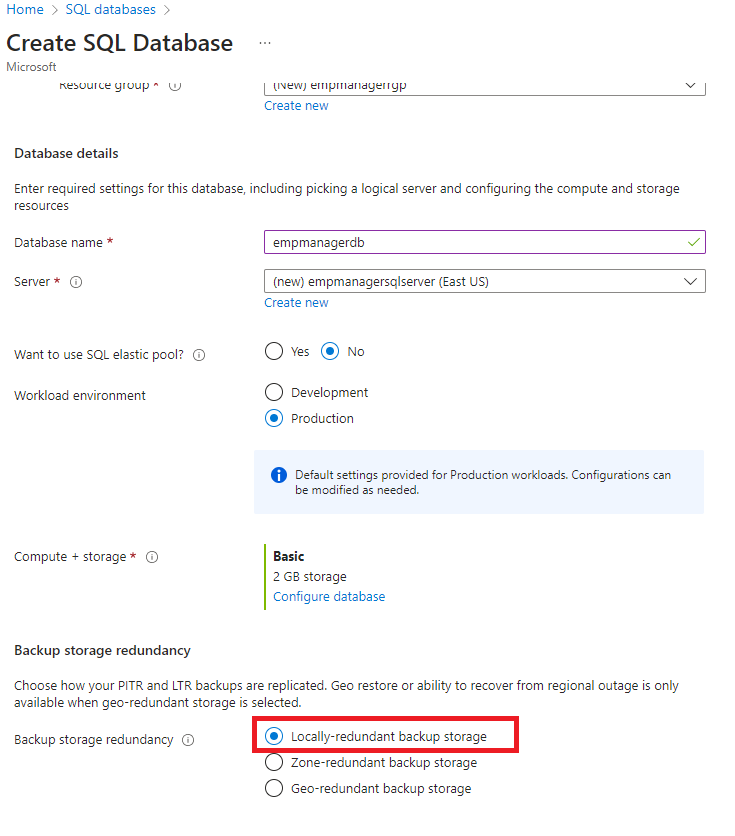 Home > SQL databases >
Create SQL Database ...
Microsoft
Resource group * (New) empmanagerrgp
Create new
Database details
Enter required settings for this database, including picking a logical server and configuring the compute and storage
resources
Database name * empmanagerdb
Server * (new) empmanagersqlserver (East US)
Create new
Want to use SQL elastic pool? Yes No
Workload environment Development
Production
Default settings provided for Production workloads. Configurations can
be modified as needed.
Compute + storage * Basic
2 GB storage
Configure database
Backup storage redundancy
Choose how your PITR and LTR backups are replicated. Geo restore or ability to recover from regional outage is only
available when geo-redundant storage is selected.
Backup storage redundancy Locally-redundant backup storage
Zone-redundant backup storage
Geo-redundant backup storage